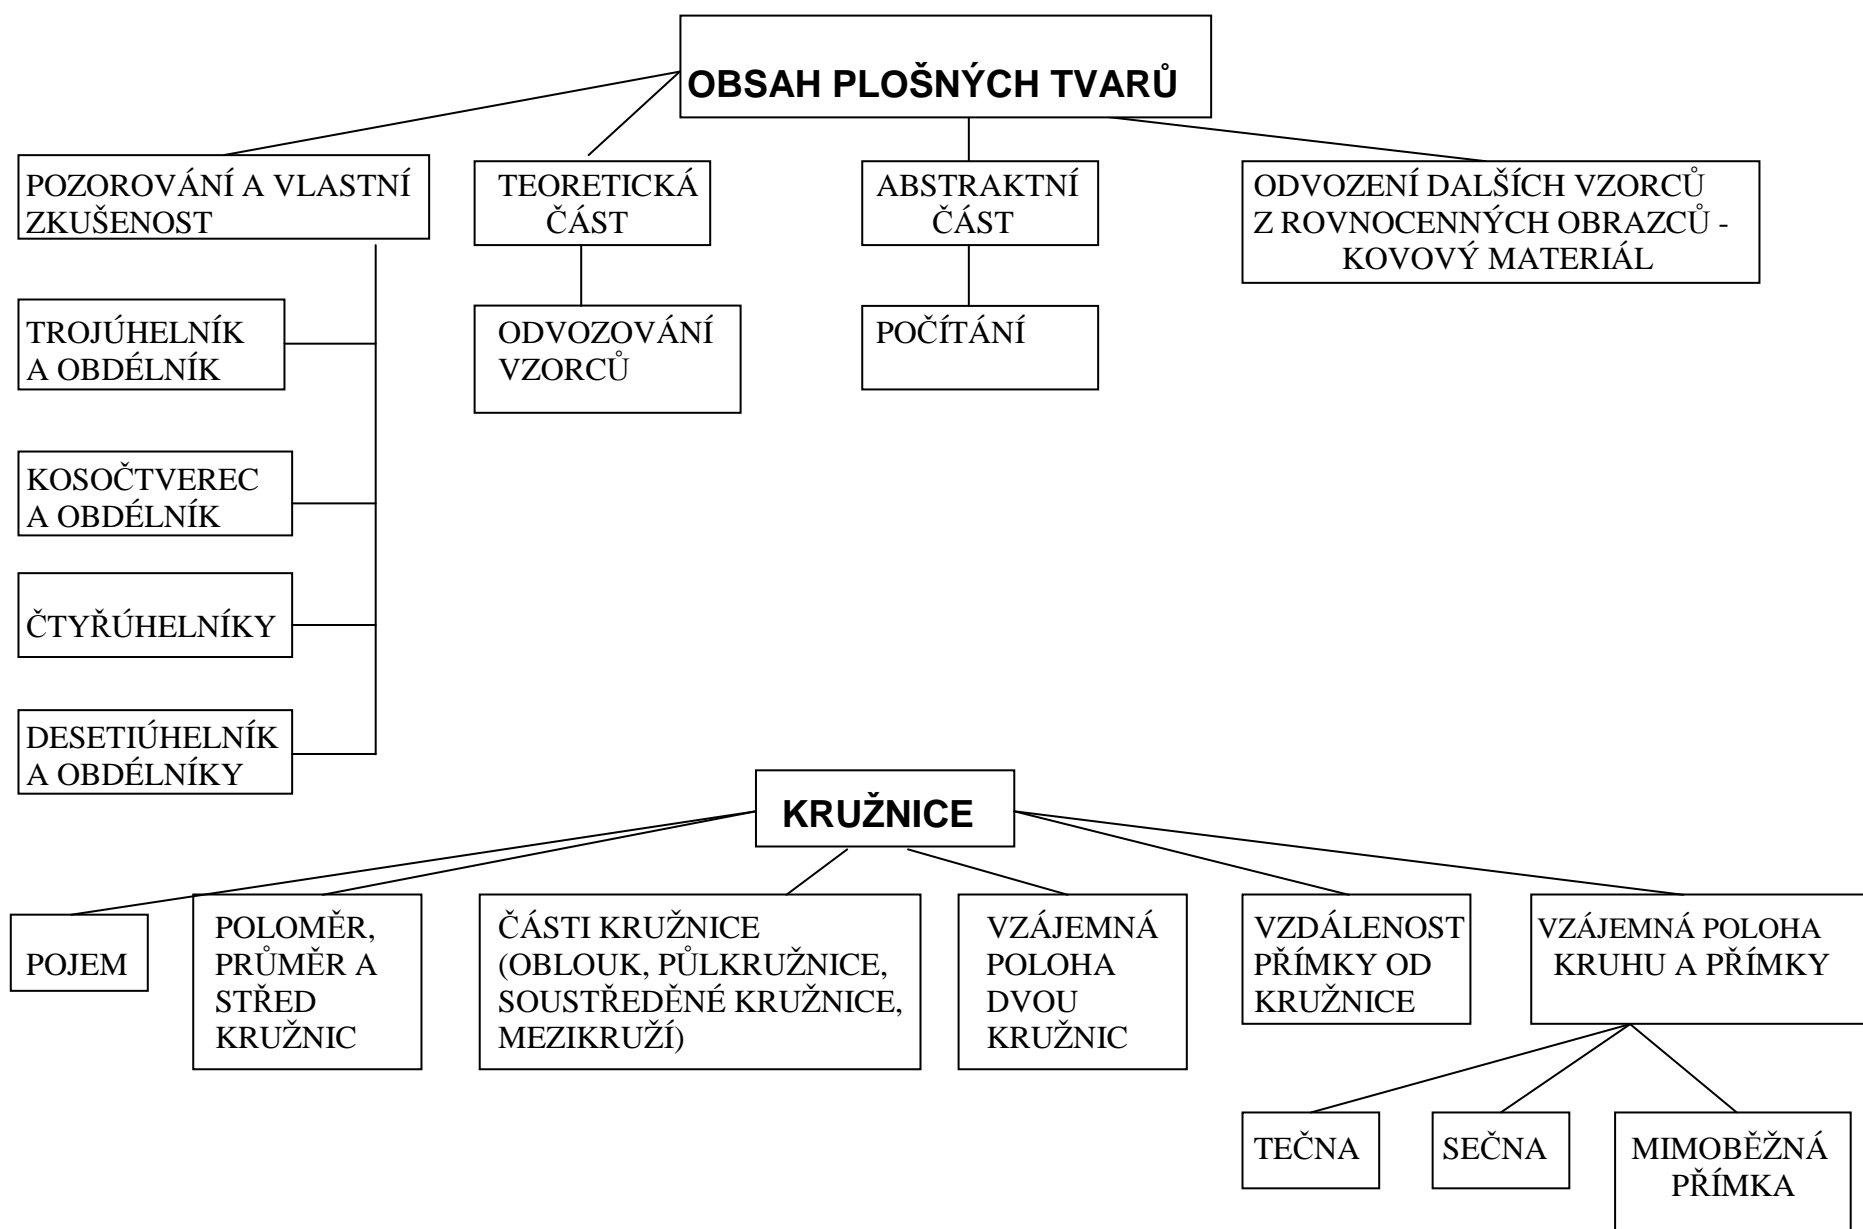 OBSAH PLOŠNÝCH TVARŮ
POZOROVÁNÍ A VLASTNÍ
ZKUŠENOST
TEORETICKÁ
ČÁST
ABSTRAKTNÍ
ČÁST
ODVOZENÍ DALŠÍCH VZORCŮ
Z ROVNOCENNÝCH OBRAZCŮ -
KOVOVÝ MATERIÁL
TROJÚHELNÍK
A OBDÉLNÍK
ODVOZOVÁNÍ
VZORCŮ
POČÍTÁNÍ
KOSOČTVEREC
A OBDÉLNÍK
ČTYŘÚHELNÍKY
DESETIÚHELNÍK
A OBDÉLNÍKY
KRUŽNICE
POJEM
POLOMĚR,
PRŮMĚR A
STŘED
KRUŽNIC
ČÁSTI KRUŽNICE
(OBLOUK, PŮLKRUŽNICE,
SOUSTŘEDĚNÉ KRUŽNICE,
MEZIKRUŽÍ)
VZÁJEMNÁ
POLOHA
DVOU
KRUŽNIC
VZDÁLENOST
PŘÍMKY OD
KRUŽNICE
VZÁJEMNÁ POLOHA
KRUHU A PŘÍMKY
TEČNA
SEČNA
MIMOBĚŽNÁ
PŘÍMKA